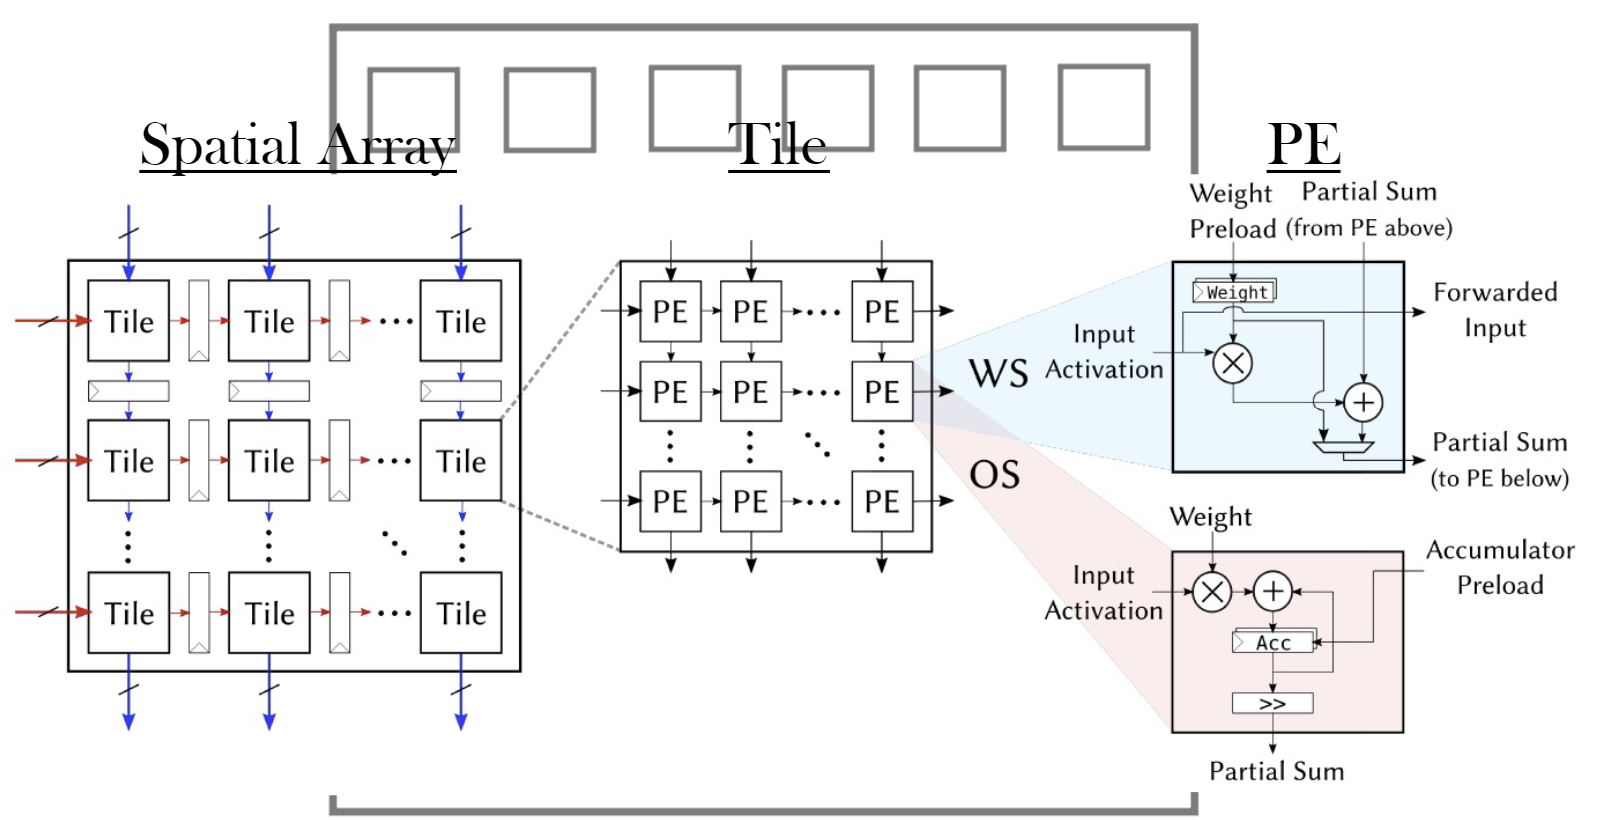 Spatial Array
Tile
PE
Tile Tile Tile
Tile Tile Tile
Tile Tile Tile
PE PE PE
PE PE PE
PE PE PE
WS
OS
Weight
Preload
Partial Sum
(from PE above)
Weight
Input
Activation
Forwarded
Input
Partial Sum
(to PE below)
Weight
Input
Activation
Accumulator
Preload
Acc
>>
Partial Sum